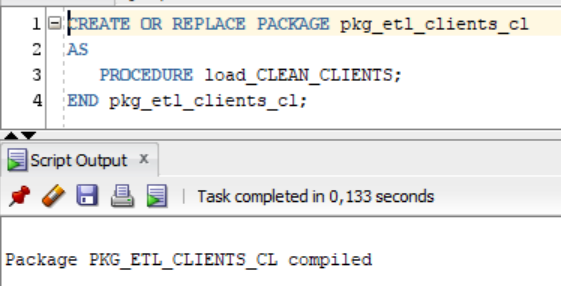 1 CREATE OR REPLACE PACKAGE pkg_etl_clients_cl
2 AS
3 PROCEDURE load_CLEAN_CLIENTS;
4 END pkg_etl_clients_cl;
Script Output x
Task completed in 0,133 seconds
Package PKG_ETL_CLIENTS_CL compiled